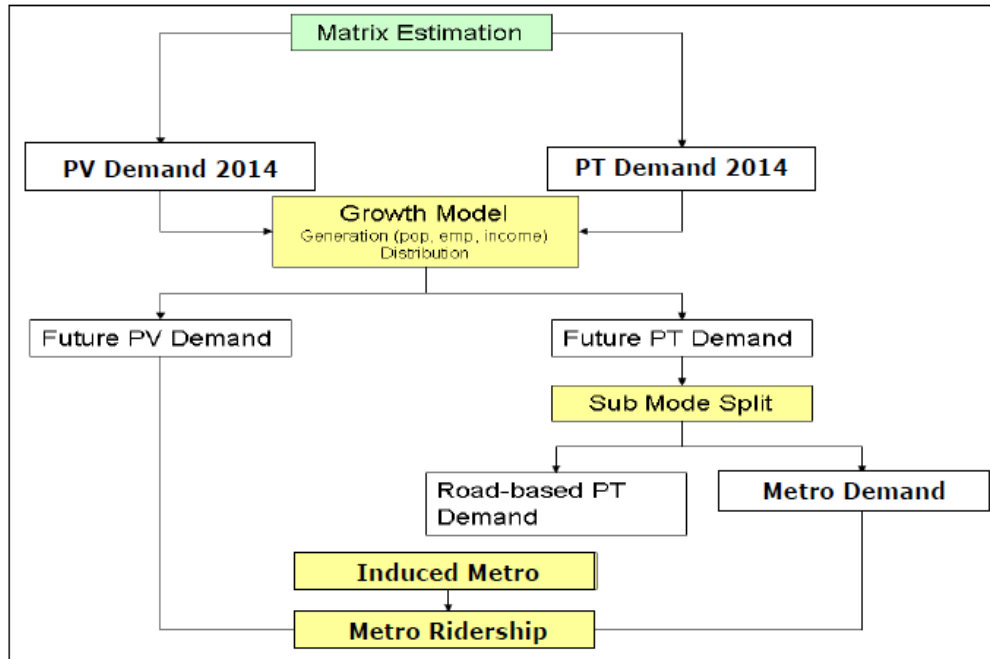 Matrix Estimation
PV Demand 2014
PT Demand 2014
Growth Model
Generation (pop, emp, income)
Distribution
Future PV Demand
Future PT Demand
Sub Mode Split
Road-based PT
Demand
Metro Demand
Induced Metro
Metro Ridership